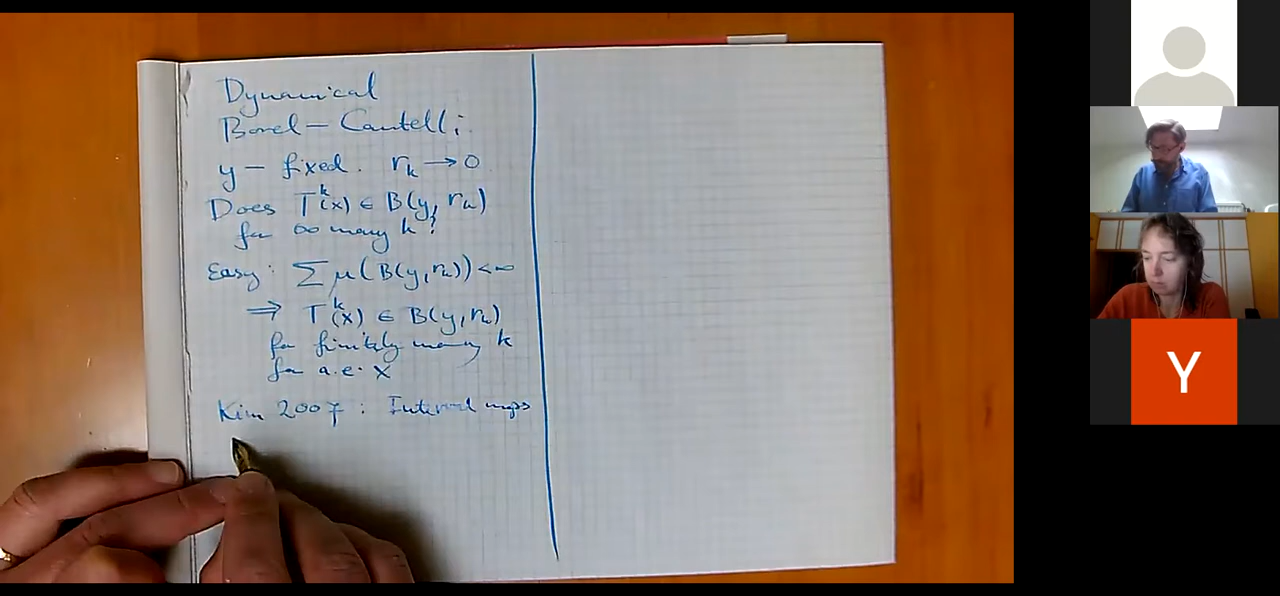 Dynamical
Borel-Cantelli
y - fixed. r_k → 0
Does T^k(x) ∈ B(y, r_k)
for ∞ many k?
Easy: ∑ μ(B(y, r_k)) < ∞
⇒ T^k(x) ∈ B(y, r_k)
for finitely many k
for a.e. x
Kim 2007: Interval maps
Y